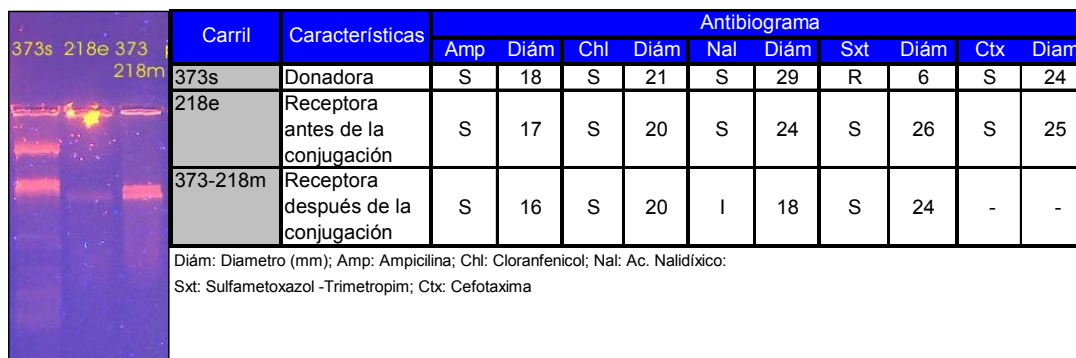 373s 218e 373
218m
Carril Características Antibiograma
Amp Diám Chl Diám Nal Diám Sxt Diám Ctx Diam
373s Donadora S 18 S 21 S 29 R 6 S 24
218e Receptora
antes de la
conjugación
S 17 S 20 S 24 S 26 S 25
373-218m Receptora
después de la
conjugación
S 16 S 20 I 18 S 24 - -
Diám: Diametro (mm); Amp: Ampicilina; Chl: Cloranfenicol; Nal: Ac. Nalidíxico:
Sxt: Sulfametoxazol -Trimetropim; Ctx: Cefotaxima